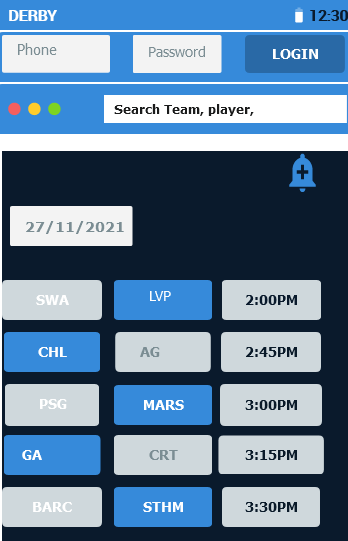 DERBY 12:30
Phone Password LOGIN
Search Team, player,
27/11/2021
SWA LVP 2:00PM
CHL AG 2:45PM
PSG MARS 3:00PM
GA CRT 3:15PM
BARC STHM 3:30PM